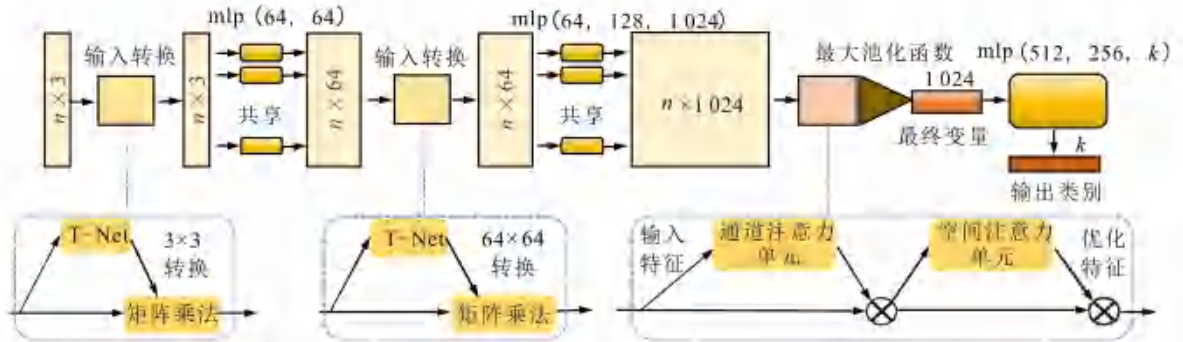 mlp (64, 64)
mlp (64, 128, 1 024)
输入转换
输入转换
最大池化函数
mlp(512, 256, k)
n×3
n×3
共享
n×64
n×64
共享
n×1 024
1 024
最终变量
k
输出类别
T-Net
3×3
转换
矩阵乘法
T-Net
64×64
转换
矩阵乘法
输入
特征
通道注意力
单元
空间注意力
单元
优化
特征